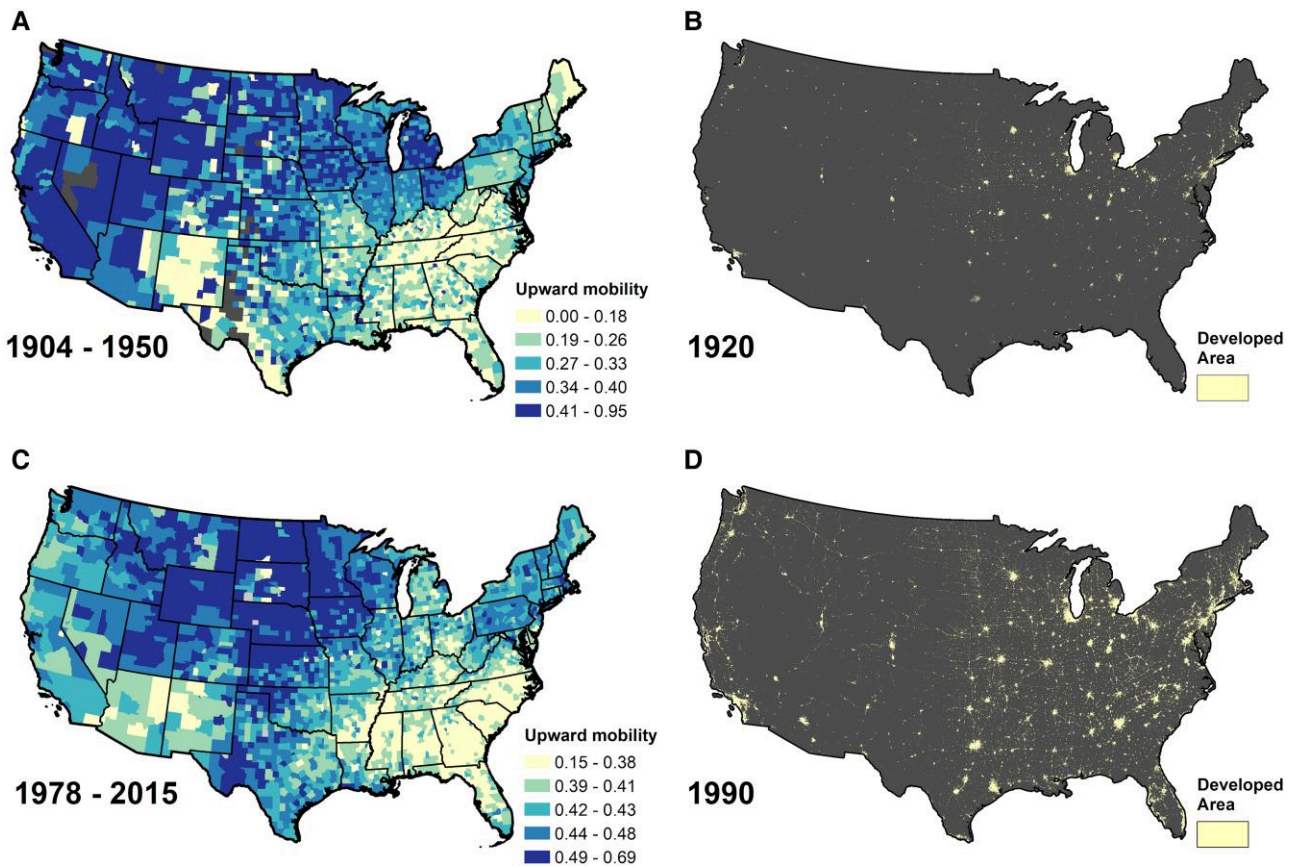 A
Upward mobility
0.00 - 0.18
0.19 - 0.26
0.27 - 0.33
0.34 - 0.40
0.41 - 0.95
1904 - 1950
B
1920
Developed
Area
C
Upward mobility
0.15 - 0.38
0.39 - 0.41
0.42 - 0.43
0.44 - 0.48
0.49 - 0.69
1978 - 2015
D
1990
Developed
Area